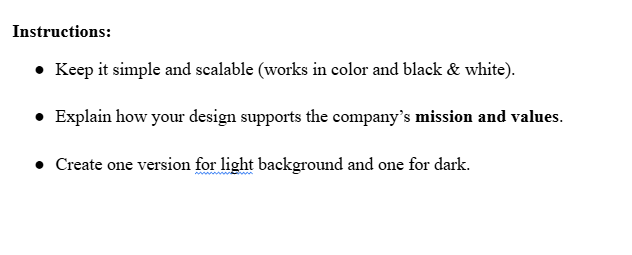 Instructions:
● Keep it simple and scalable (works in color and black & white).
● Explain how your design supports the company’s mission and values.
● Create one version for light background and one for dark.